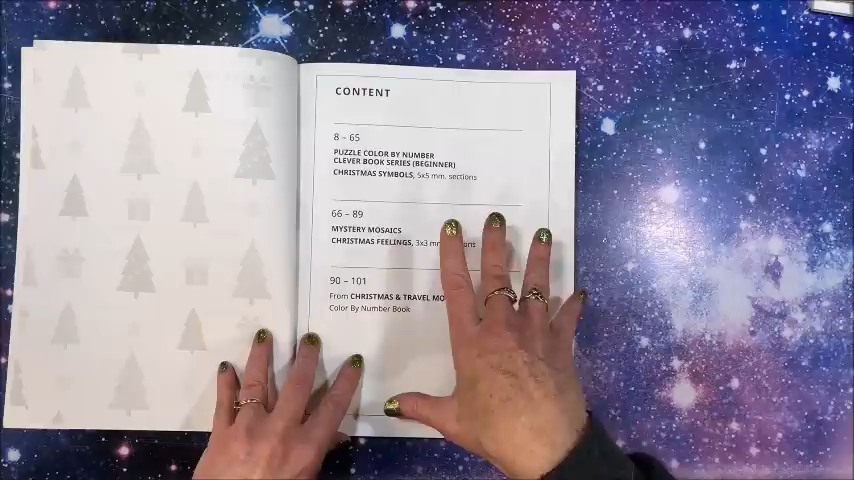 CONTENT
8 – 65
PUZZLE COLOR BY NUMBER
CLEVER BOOK SERIES (BEGINNER)
CHRISTMAS SYMBOLS, 5x5 mm. sections
66 – 89
MYSTERY MOSAICS
CHRISTMAS FEELINGS, 3x3
90 – 101
From CHRISTMAS & TRAVEL
Color By Number Book